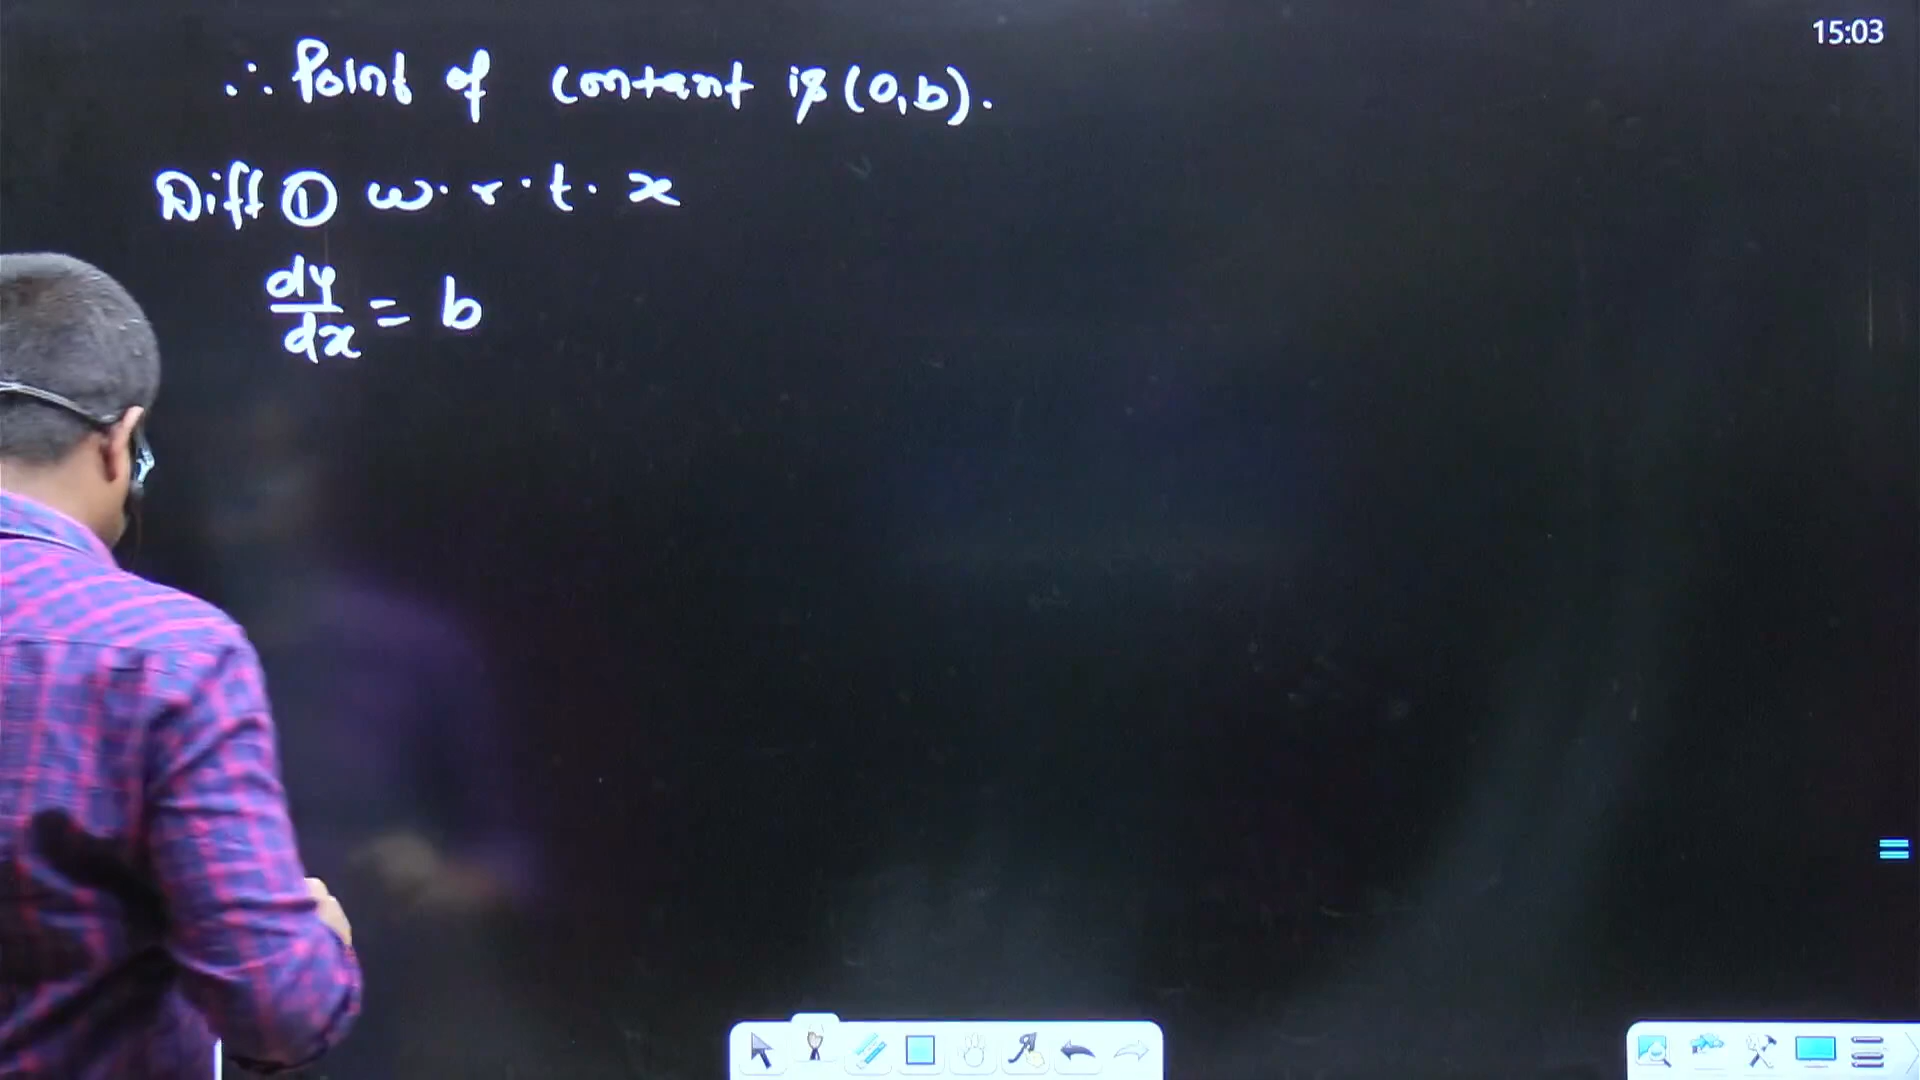 15:03
∴ Point of contant is (0,b).
Diff ① w.r.t. x
dy/dx = b